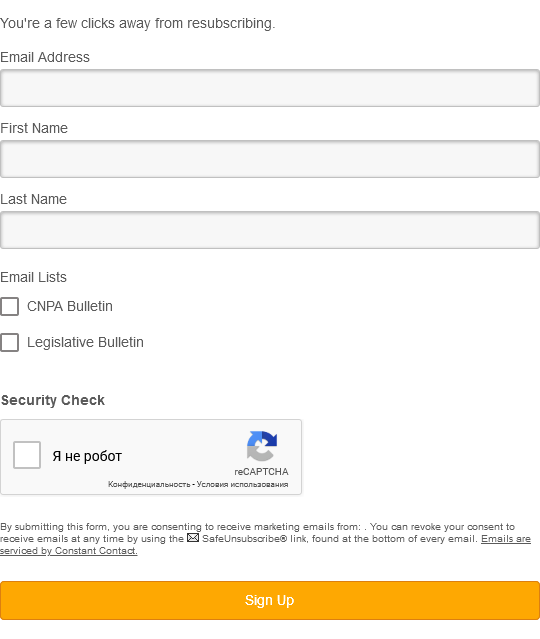 You're a few clicks away from resubscribing.
Email Address
First Name
Last Name
Email Lists
CNPA Bulletin
Legislative Bulletin
Security Check
Я не робот
reCAPTCHA
Конфиденциальность - Условия использования
By submitting this form, you are consenting to receive marketing emails from: . You can revoke your consent to
receive emails at any time by using the SafeUnsubscribe® link, found at the bottom of every email. Emails are
serviced by Constant Contact.
Sign Up